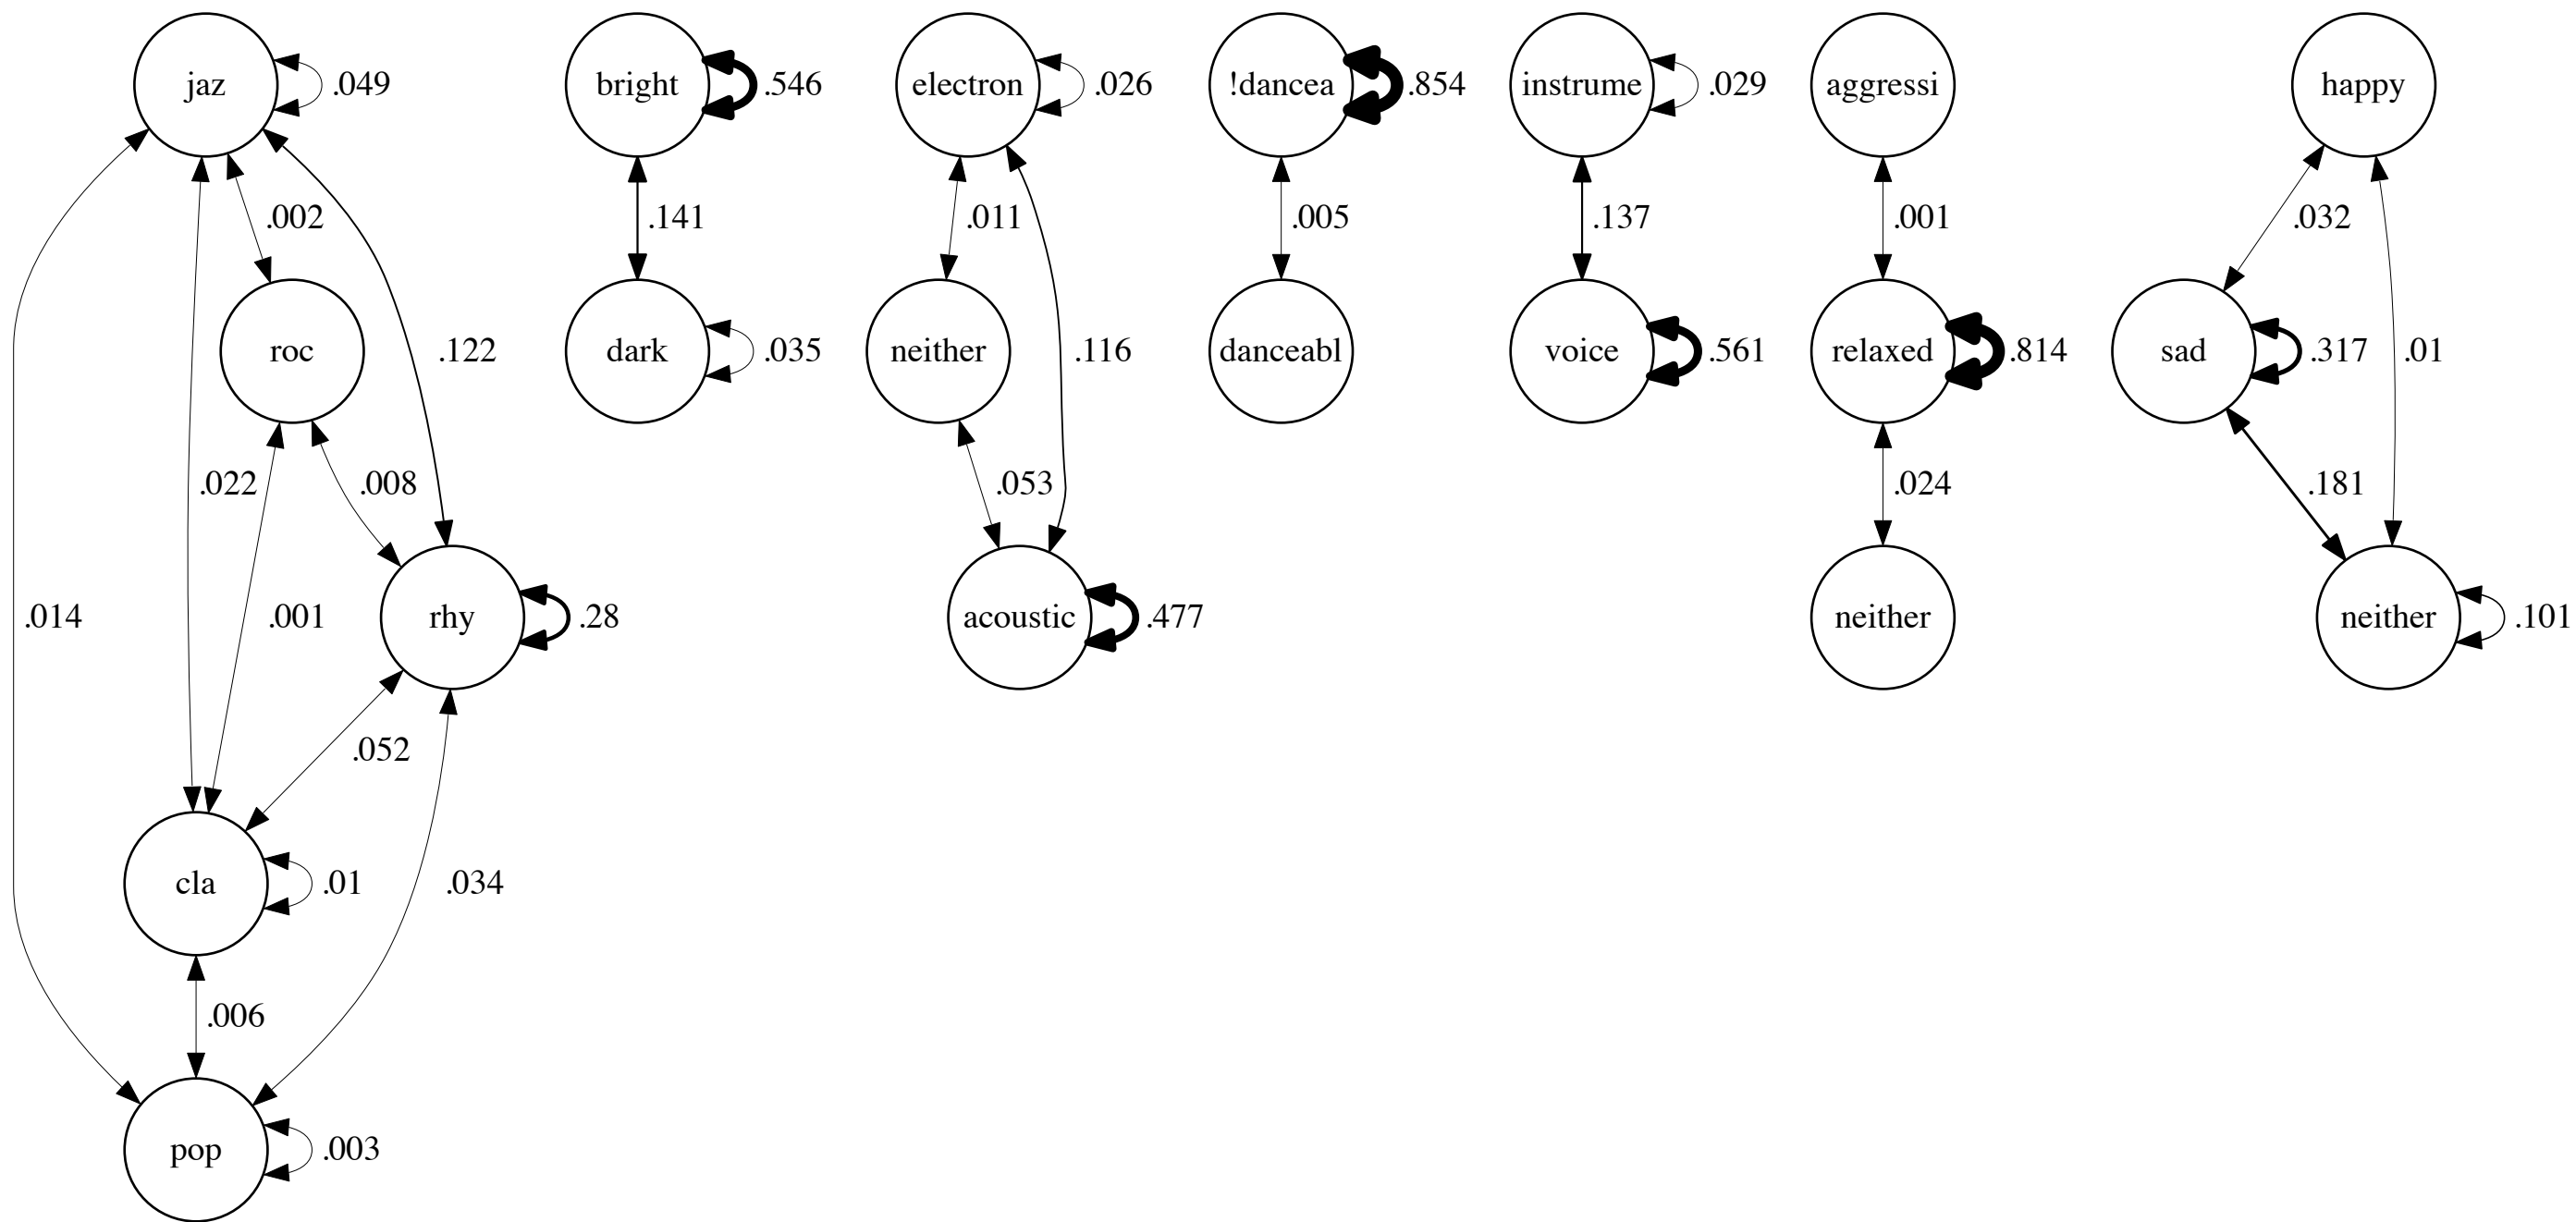 jaz .049 bright .546 electron .026 !dancea .854 instrume .029 aggressi happy
.002 .141 .011 .005 .137 .001 .032
roc .122 dark .035 neither .116 danceabl voice .561 relaxed .814 sad .317 .01
.022 .008 .053 .024 .181
.014 .001 rhy .28 acoustic .477 neither neither .101
.052
cla .01 .034
.006
pop .003